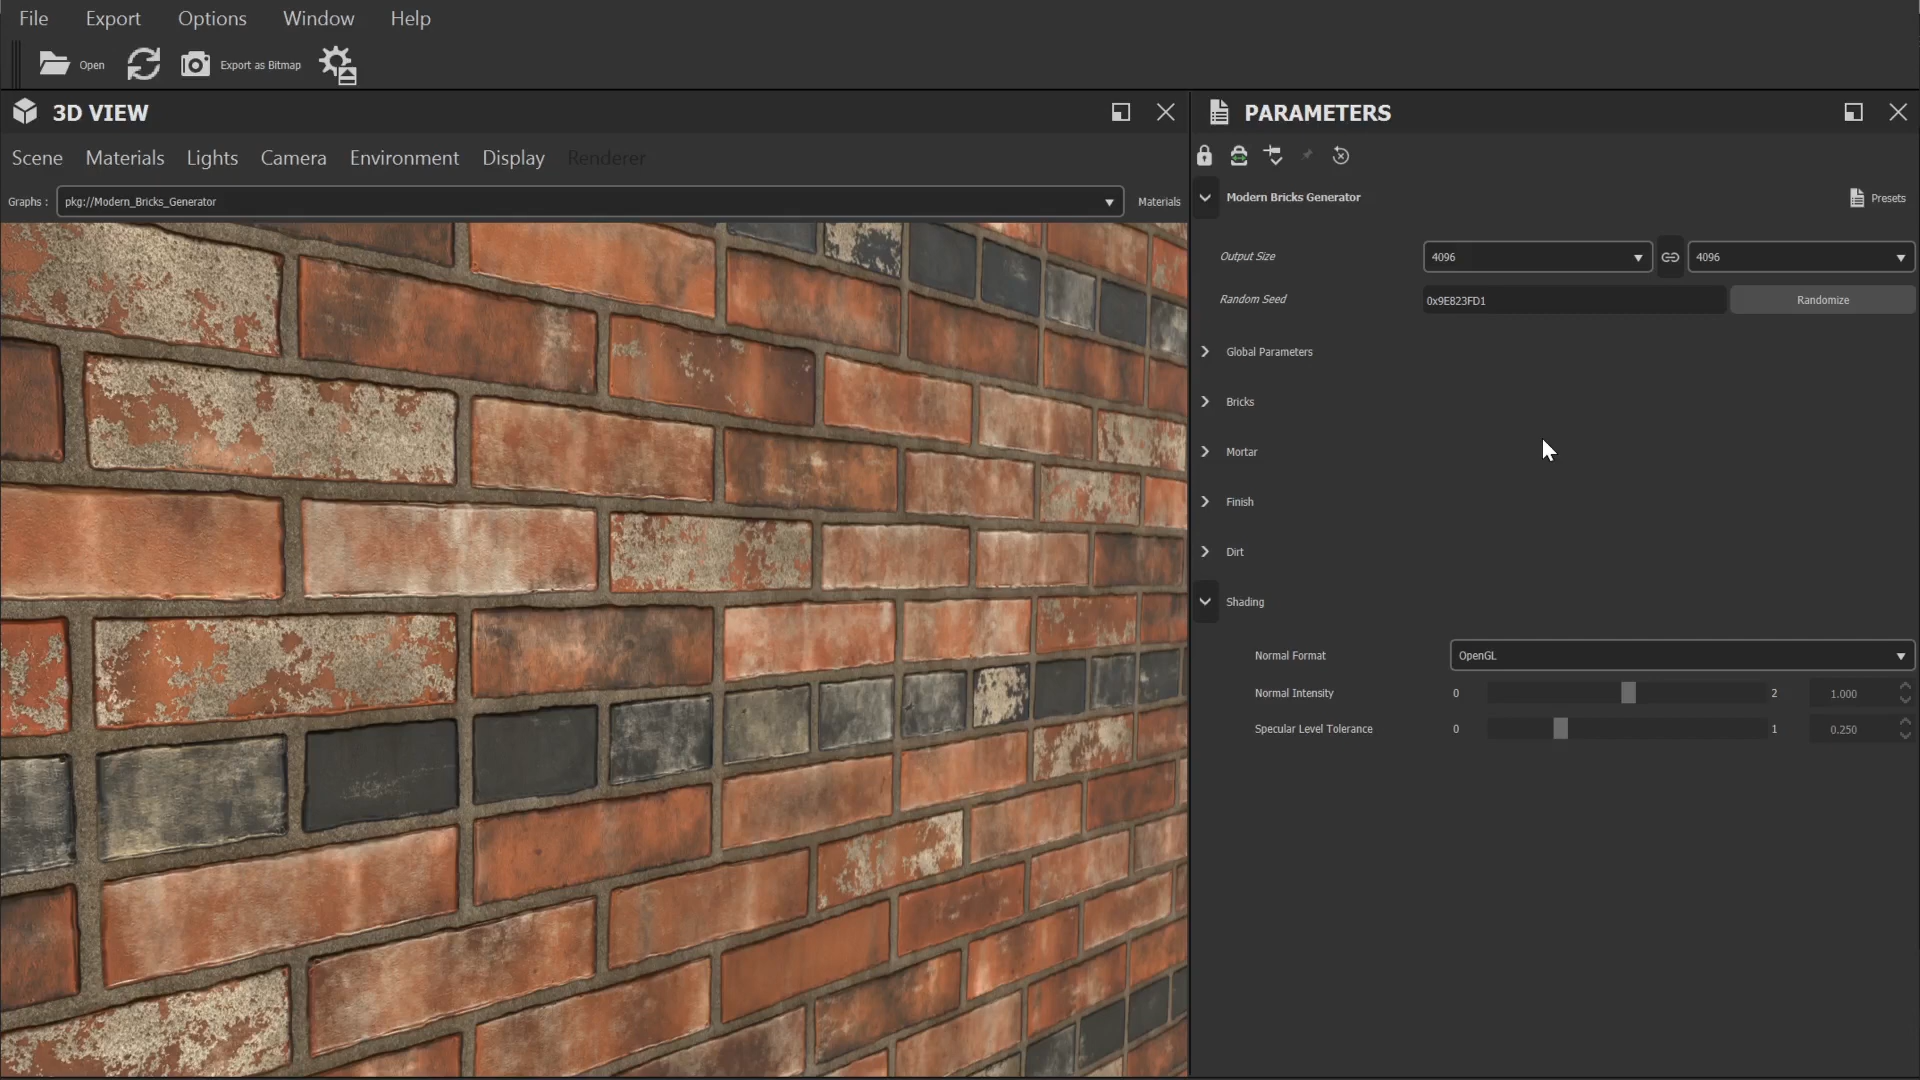 File Export Options Window Help
Open Export as Bitmap
3D VIEW
PARAMETERS
Scene Materials Lights Camera Environment Display Renderer
Graphs : pkg://Modern_Bricks_Generator Materials
Modern Bricks Generator Presets
Output Size 4096 4096
Random Seed 0x9E823FD1 Randomize
Global Parameters
Bricks
Mortar
Finish
Dirt
Shading
Normal Format OpenGL
Normal Intensity 0 2 1.000
Specular Level Tolerance 0 1 0.250